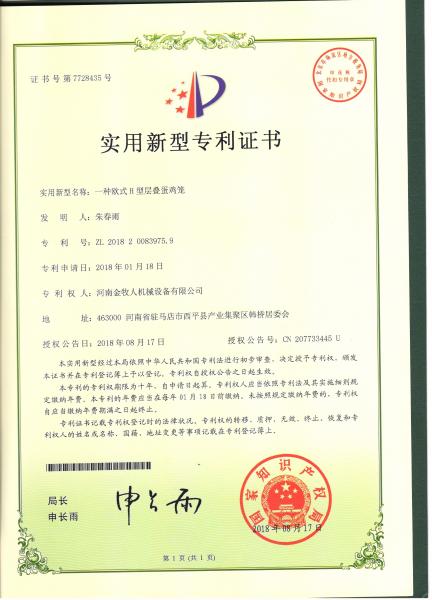 证书号第7728435号
实用新型专利证书
实用新型名称：一种欧式H型层叠蛋鸡笼
发 明 人：朱春雨
专 利 号：ZL 2018 2 0083975.9
专利申请日：2018年01月18日
专 利 权 人：河南金牧人机械设备有限公司
地 址：463000 河南省驻马店市西平县产业集聚区韩桥居委会
授权公告日：2018年08月17日 授权公告号：CN 207733445 U
本实用新型经过本局依照中华人民共和国专利法进行初步审查，决定授予专利权，颁发
本证书并在专利登记簿上予以登记。专利权自授权公告之日起生效。
本专利的专利权期限为十年，自申请日起算。专利权人应当依照专利法及其实施细则规
定缴纳年费。本专利的年费应当在每年01月18日前缴纳。未按照规定缴纳年费的，专利权
自应当缴纳年费期满之日起终止。
专利证书记载专利权登记时的法律状况。专利权的转移、质押、无效、终止、恢复和专
利权人的姓名或名称、国籍、地址变更等事项记载在专利登记簿上。
局长
申长雨
申长雨
国家知识产权局
2018年08月17日
第 1 页 (共 1 页)